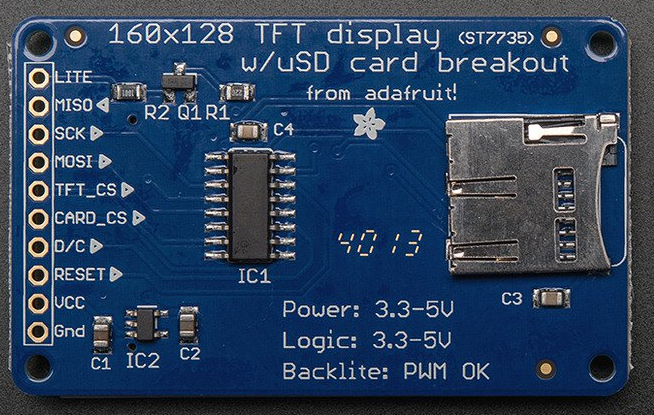 160x128 TFT display (ST7735)
w/uSD card breakout
from adafruit!
LITE
MISO
SCK
MOSI
TFT_CS
CARD_CS
D/C
RESET
VCC
Gnd
R2 Q1 R1
C4
IC1
4013
C3
C1 IC2 C2
Power: 3.3-5V
Logic: 3.3-5V
Backlite: PWM OK